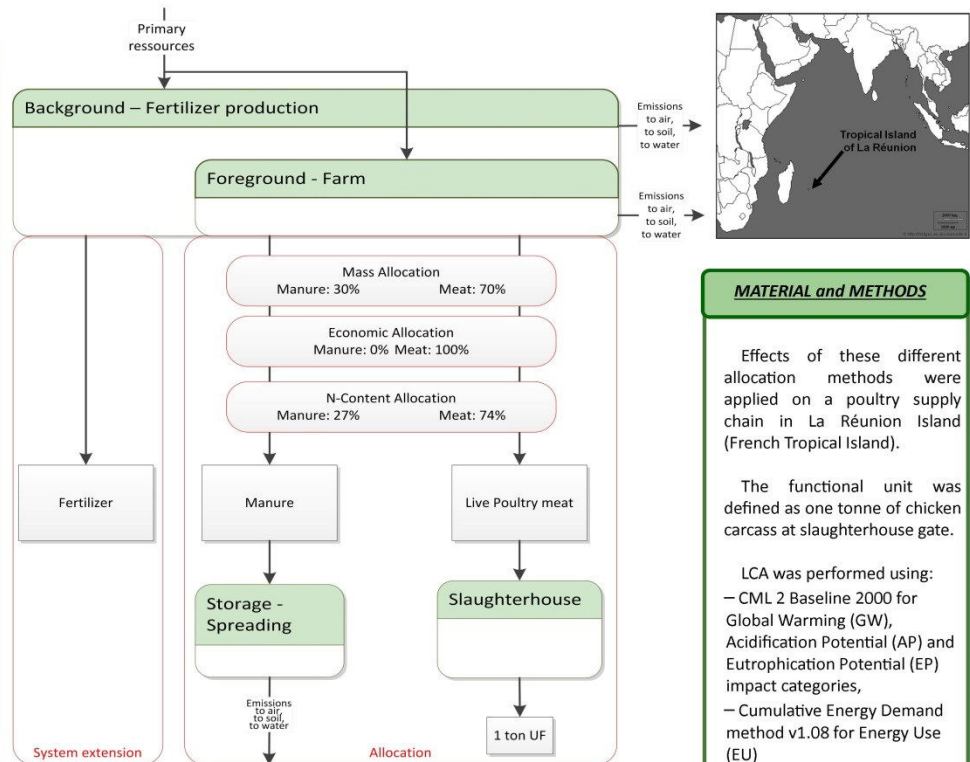 Primary
ressources
Background – Fertilizer production
Emissions
to air,
to soil,
to water
Foreground - Farm
Emissions
to air,
to soil,
to water
Mass Allocation
Manure: 30% Meat: 70%
Economic Allocation
Manure: 0% Meat: 100%
N-Content Allocation
Manure: 27% Meat: 74%
Fertilizer
Manure
Live Poultry meat
Storage -
Spreading
Slaughterhouse
Emissions
to air,
to soil,
to water
1 ton UF
System extension
Allocation
Tropical Island
of La Réunion
MATERIAL and METHODS
Effects of these different
allocation methods were
applied on a poultry supply
chain in La Réunion Island
(French Tropical Island).
The functional unit was
defined as one tonne of chicken
carcass at slaughterhouse gate.
LCA was performed using:
– CML 2 Baseline 2000 for
Global Warming (GW),
Acidification Potential (AP) and
Eutrophication Potential (EP)
impact categories,
– Cumulative Energy Demand
method v1.08 for Energy Use
(EU)